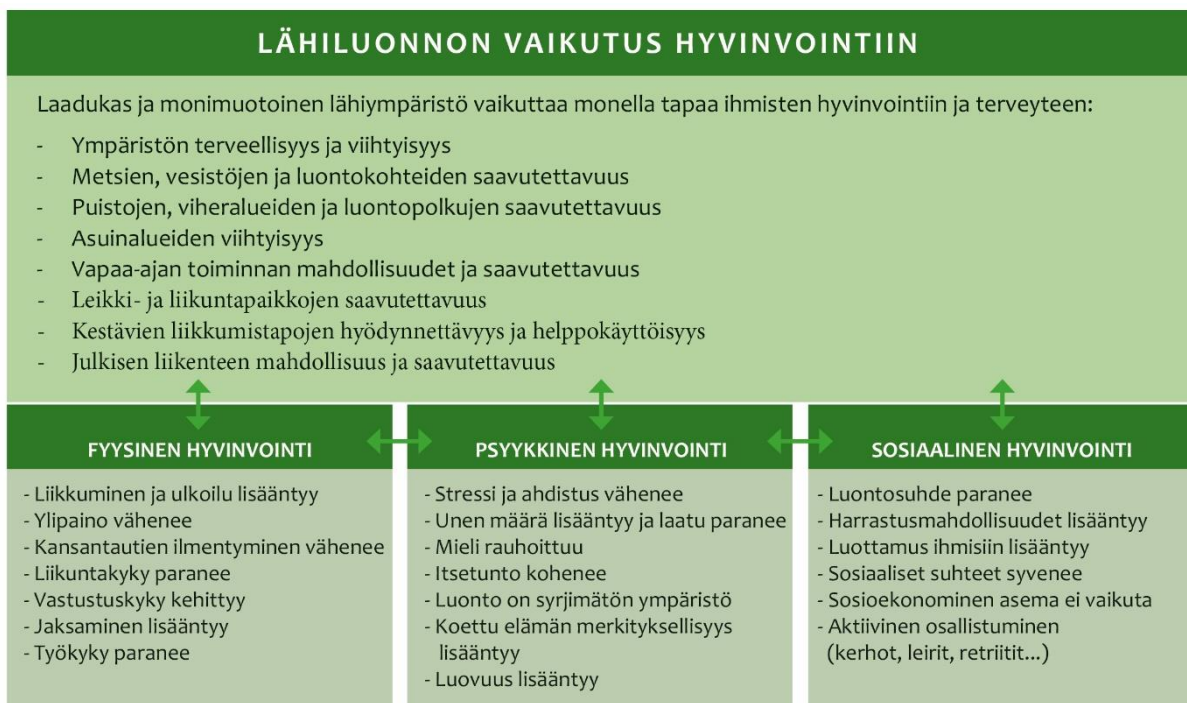 LÄHILUONNON VAIKUTUS HYVINVOINTIIN
Laadukas ja monimuotoinen lähiympäristö vaikuttaa monella tapaa ihmisten hyvinvointiin ja terveyteen:
- Ympäristön terveellisyys ja viihtyisyys
- Metsien, vesistöjen ja luontokohteiden saavutettavuus
- Puistojen, viheralueiden ja luontopolkujen saavutettavuus
- Asuinalueiden viihtyisyys
- Vapaa-ajan toiminnan mahdollisuudet ja saavutettavuus
- Leikki- ja liikuntapaikkojen saavutettavuus
- Kestävien liikkumistapojen hyödynnettävyys ja helppokäyttöisyys
- Julkisen liikenteen mahdollisuus ja saavutettavuus
FYYSINEN HYVINVOINTI
- Liikkuminen ja ulkoilu lisääntyy
- Ylipaino vähenee
- Kansantautien ilmentyminen vähenee
- Liikuntakyky paranee
- Vastustuskyky kehittyy
- Jaksaminen lisääntyy
- Työkyky paranee
PSYYKKINEN HYVINVOINTI
- Stressi ja ahdistus vähenee
- Unen määrä lisääntyy ja laatu paranee
- Mieli rauhoittuu
- Itsetunto kohenee
- Luonto on syrjimätön ympäristö
- Koettu elämän merkityksellisyys
lisääntyy
- Luovuus lisääntyy
SOSIAALINEN HYVINVOINTI
- Luontosuhde paranee
- Harrastusmahdollisuudet lisääntyy
- Luottamus ihmisiin lisääntyy
- Sosiaaliset suhteet syvenee
- Sosioekonominen asema ei vaikuta
- Aktiivinen osallistuminen
(kerhot, leirit, retriitit...)